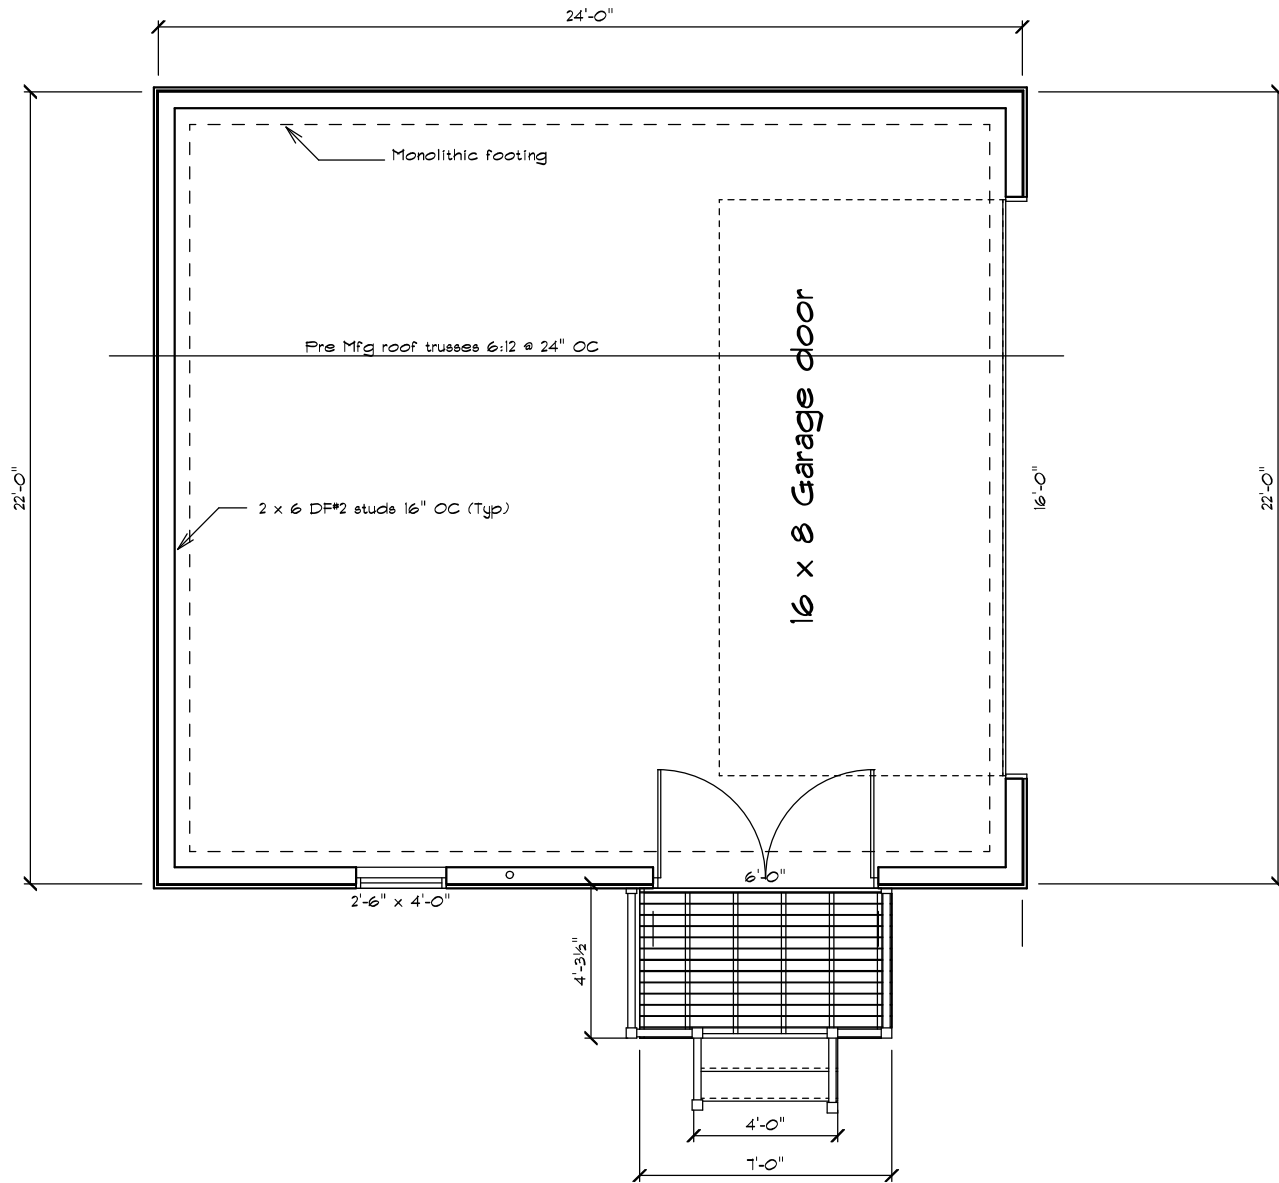 24'-0"
Monolithic footing
Pre Mfg roof trusses 6:12 @ 24" OC
16 x 8 Garage door
22'-0"
16'-0"
22'-0"
2 x 6 DF#2 studs 16" OC (Typ)
6'-0"
2'-6" x 4'-0"
4'-3½"
4'-0"
7'-0"